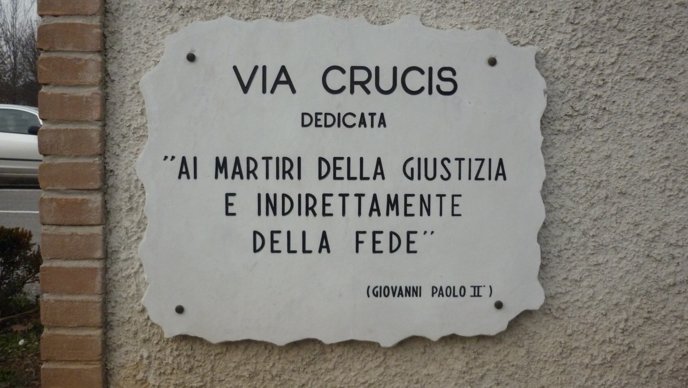 VIA CRUCIS
DEDICATA
"AI MARTIRI DELLA GIUSTIZIA
E INDIRETTAMENTE
DELLA FEDE"
(GIOVANNI PAOLO II°)